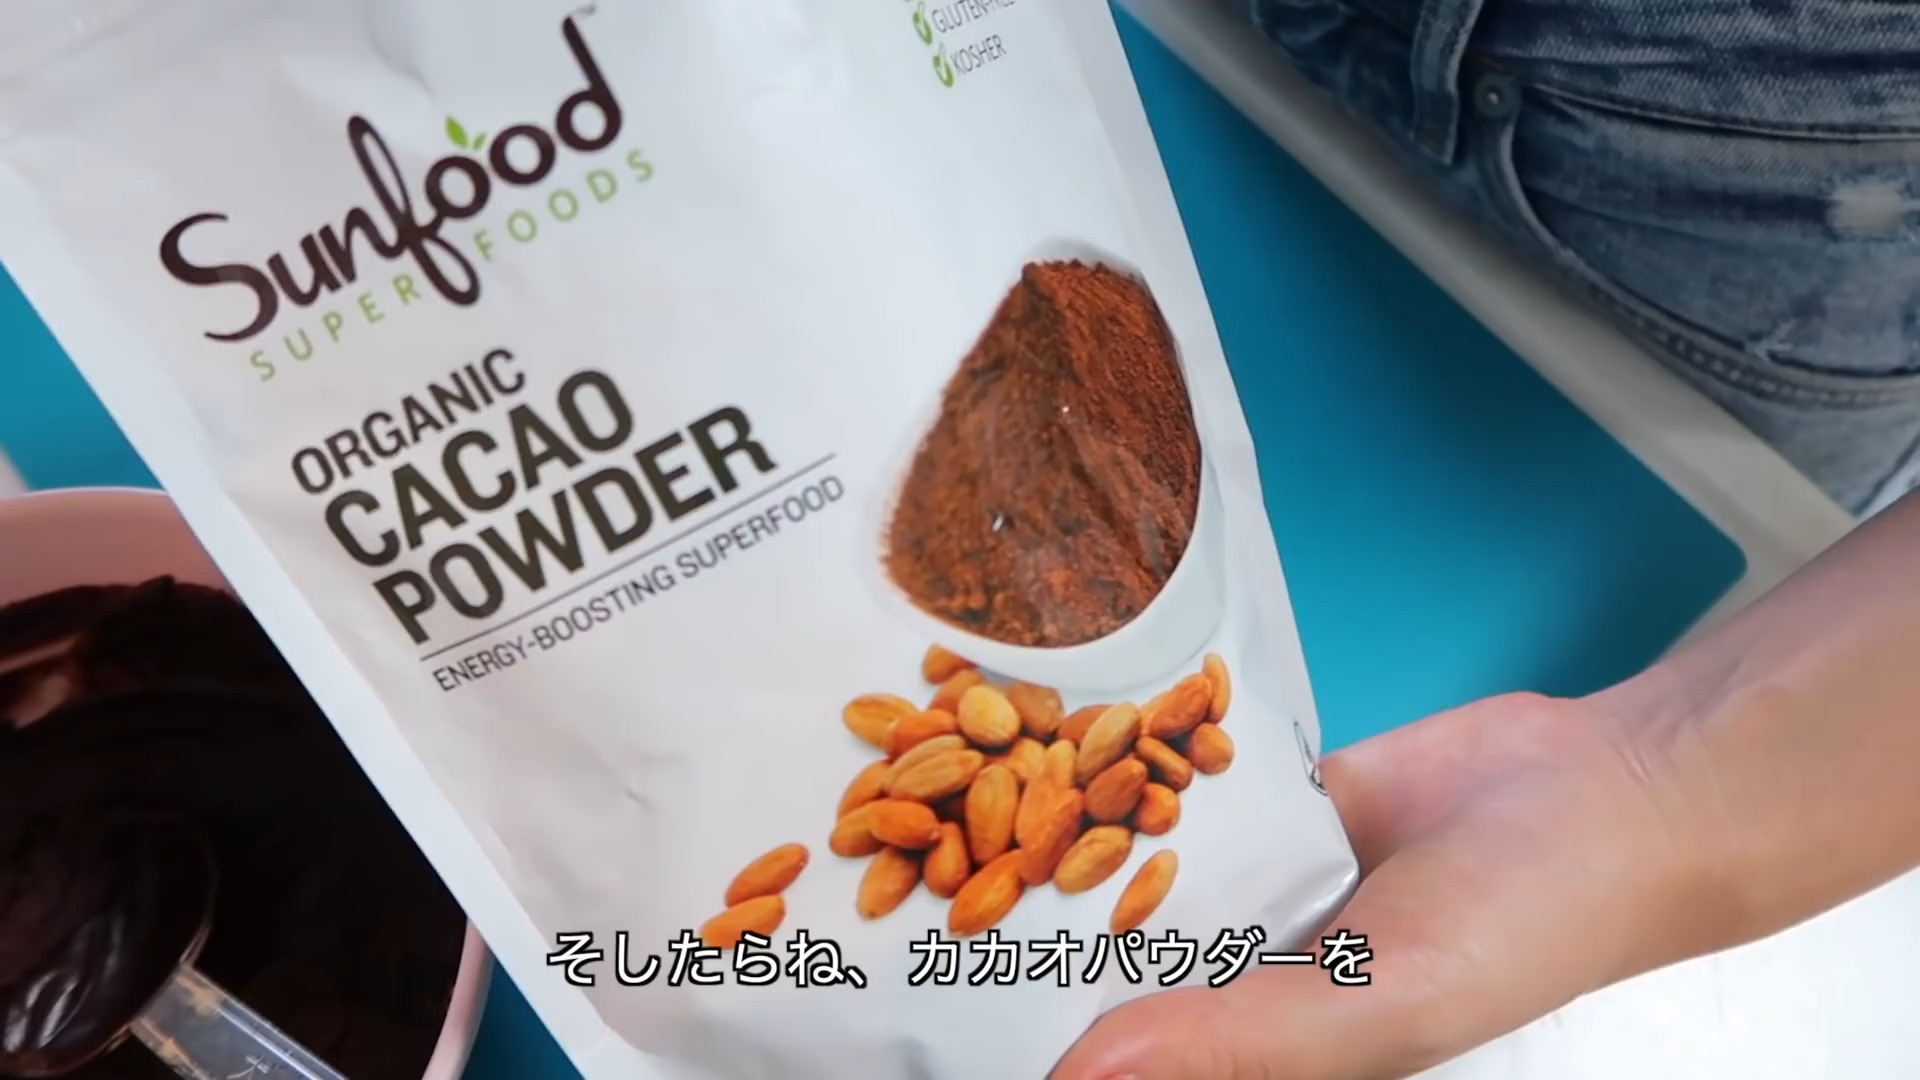 GLUTEN-FREE
KOSHER
Sunfood™
SUPERFOODS
ORGANIC
CACAO
POWDER
ENERGY-BOOSTING SUPERFOOD
そしたらね、カカオパウダーを